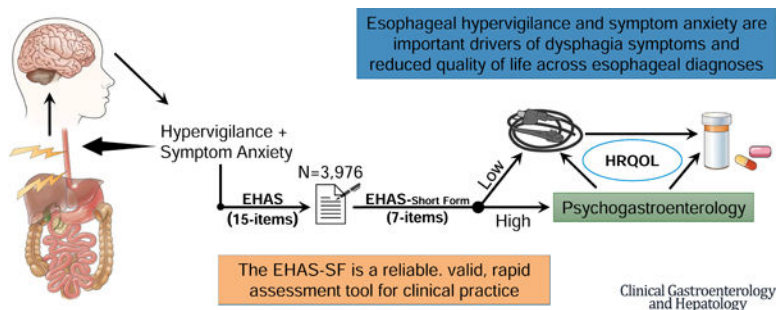 Esophageal hypervigilance and symptom anxiety are
important drivers of dysphagia symptoms and
reduced quality of life across esophageal diagnoses
Hypervigilance +
Symptom Anxiety
N=3,976
EHAS
(15-items)
EHAS-Short Form
(7-items)
Low
High
HRQOL
Psychogastroenterology
The EHAS-SF is a reliable. valid, rapid
assessment tool for clinical practice
Clinical Gastroenterology
and Hepatology